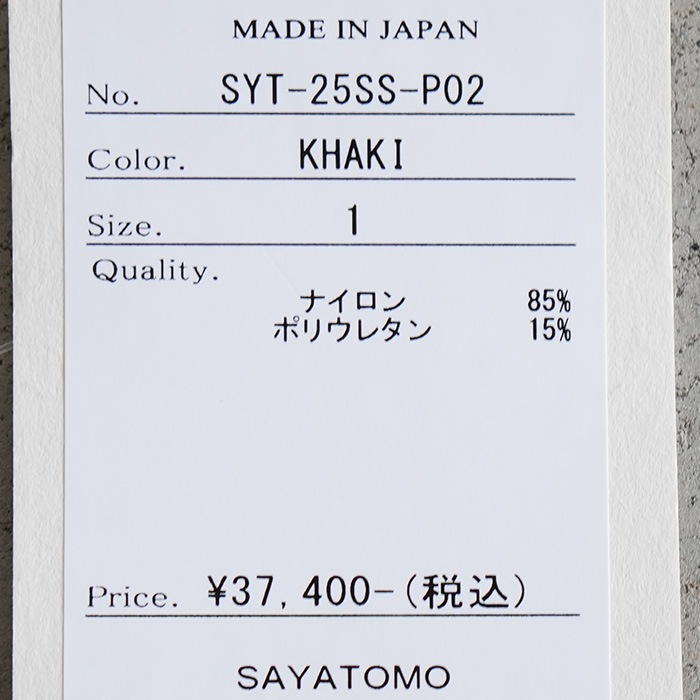 MADE IN JAPAN
No. SYT-25SS-P02
Color. KHAKI
Size. 1
Quality.
ナイロン 85%
ポリウレタン 15%
Price. ¥37,400-(税込)
SAYATOMO